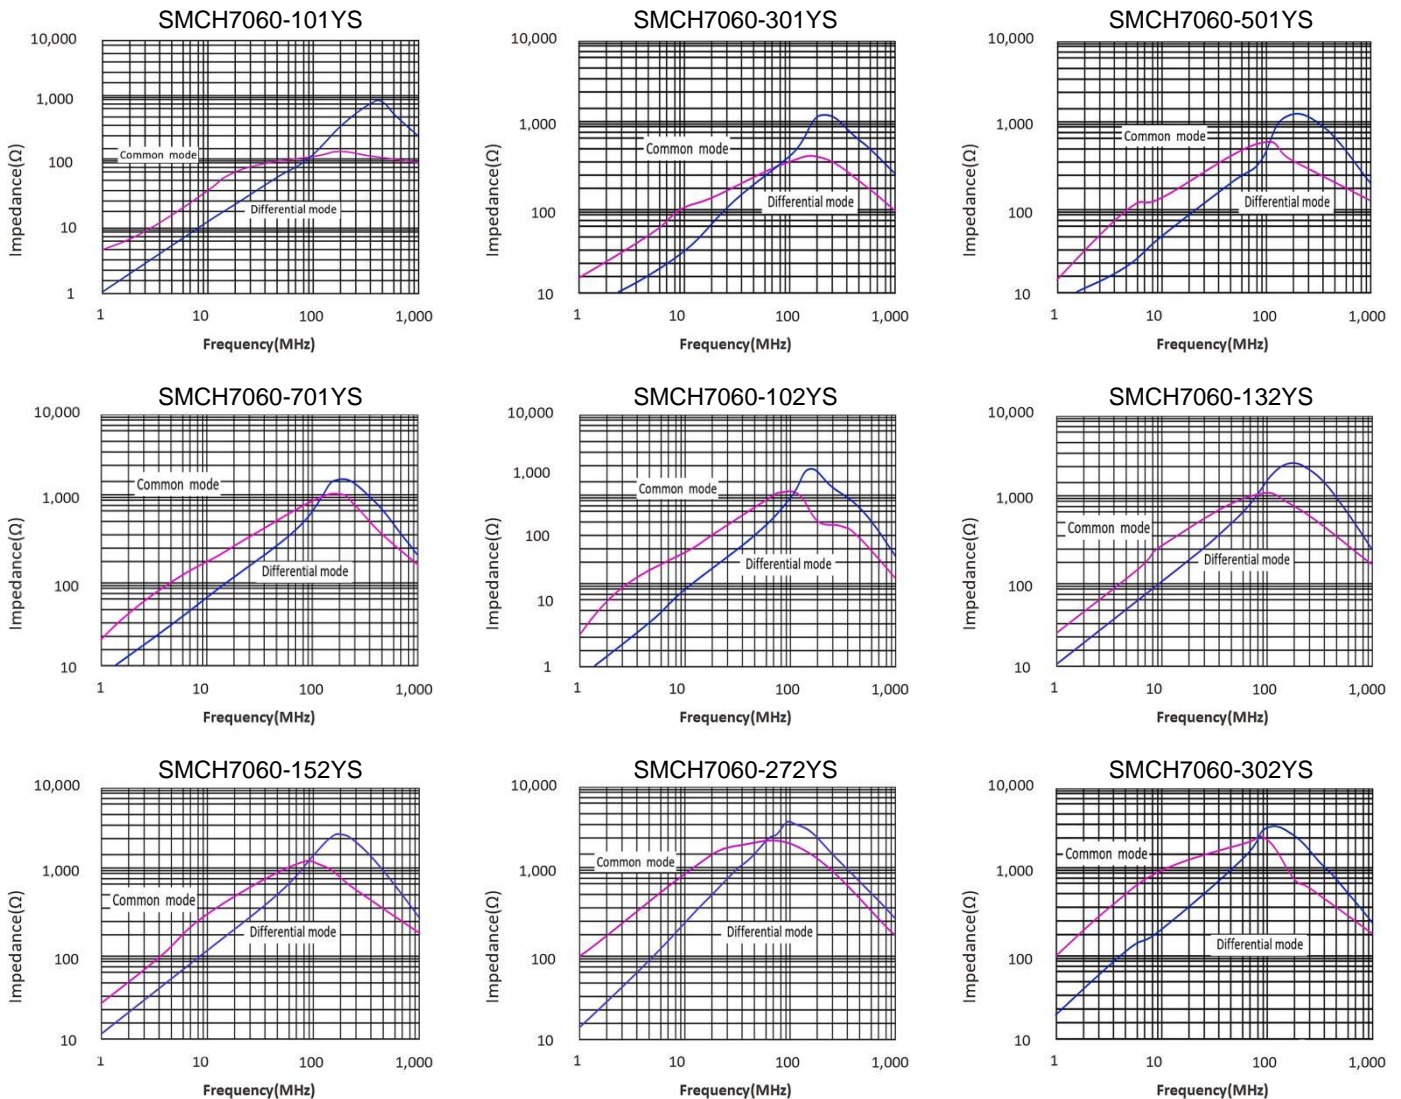 SMCH7060-101YS
10,000
1,000
100
10
1
Impedance(Ω)
Common mode
Differential mode
1 10 100 1,000
Frequency(MHz)
SMCH7060-301YS
10,000
1,000
100
10
Impedance(Ω)
Common mode
Differential mode
1 10 100 1,000
Frequency(MHz)
SMCH7060-501YS
10,000
1,000
100
10
Impedance(Ω)
Common mode
Differential mode
1 10 100 1,000
Frequency(MHz)
SMCH7060-701YS
10,000
1,000
100
10
Impedance(Ω)
Common mode
Differential mode
1 10 100 1,000
Frequency(MHz)
SMCH7060-102YS
10,000
1,000
100
10
1
Impedance(Ω)
Common mode
Differential mode
1 10 100 1,000
Frequency(MHz)
SMCH7060-132YS
10,000
1,000
100
10
Impedance(Ω)
Common mode
Differential mode
1 10 100 1,000
Frequency(MHz)
SMCH7060-152YS
10,000
1,000
100
10
Impedance(Ω)
Common mode
Differential mode
1 10 100 1,000
Frequency(MHz)
SMCH7060-272YS
10,000
1,000
100
10
Impedance(Ω)
Common mode
Differential mode
1 10 100 1,000
Frequency(MHz)
SMCH7060-302YS
10,000
1,000
100
10
Impedance(Ω)
Common mode
Differential mode
1 10 100 1,000
Frequency(MHz)